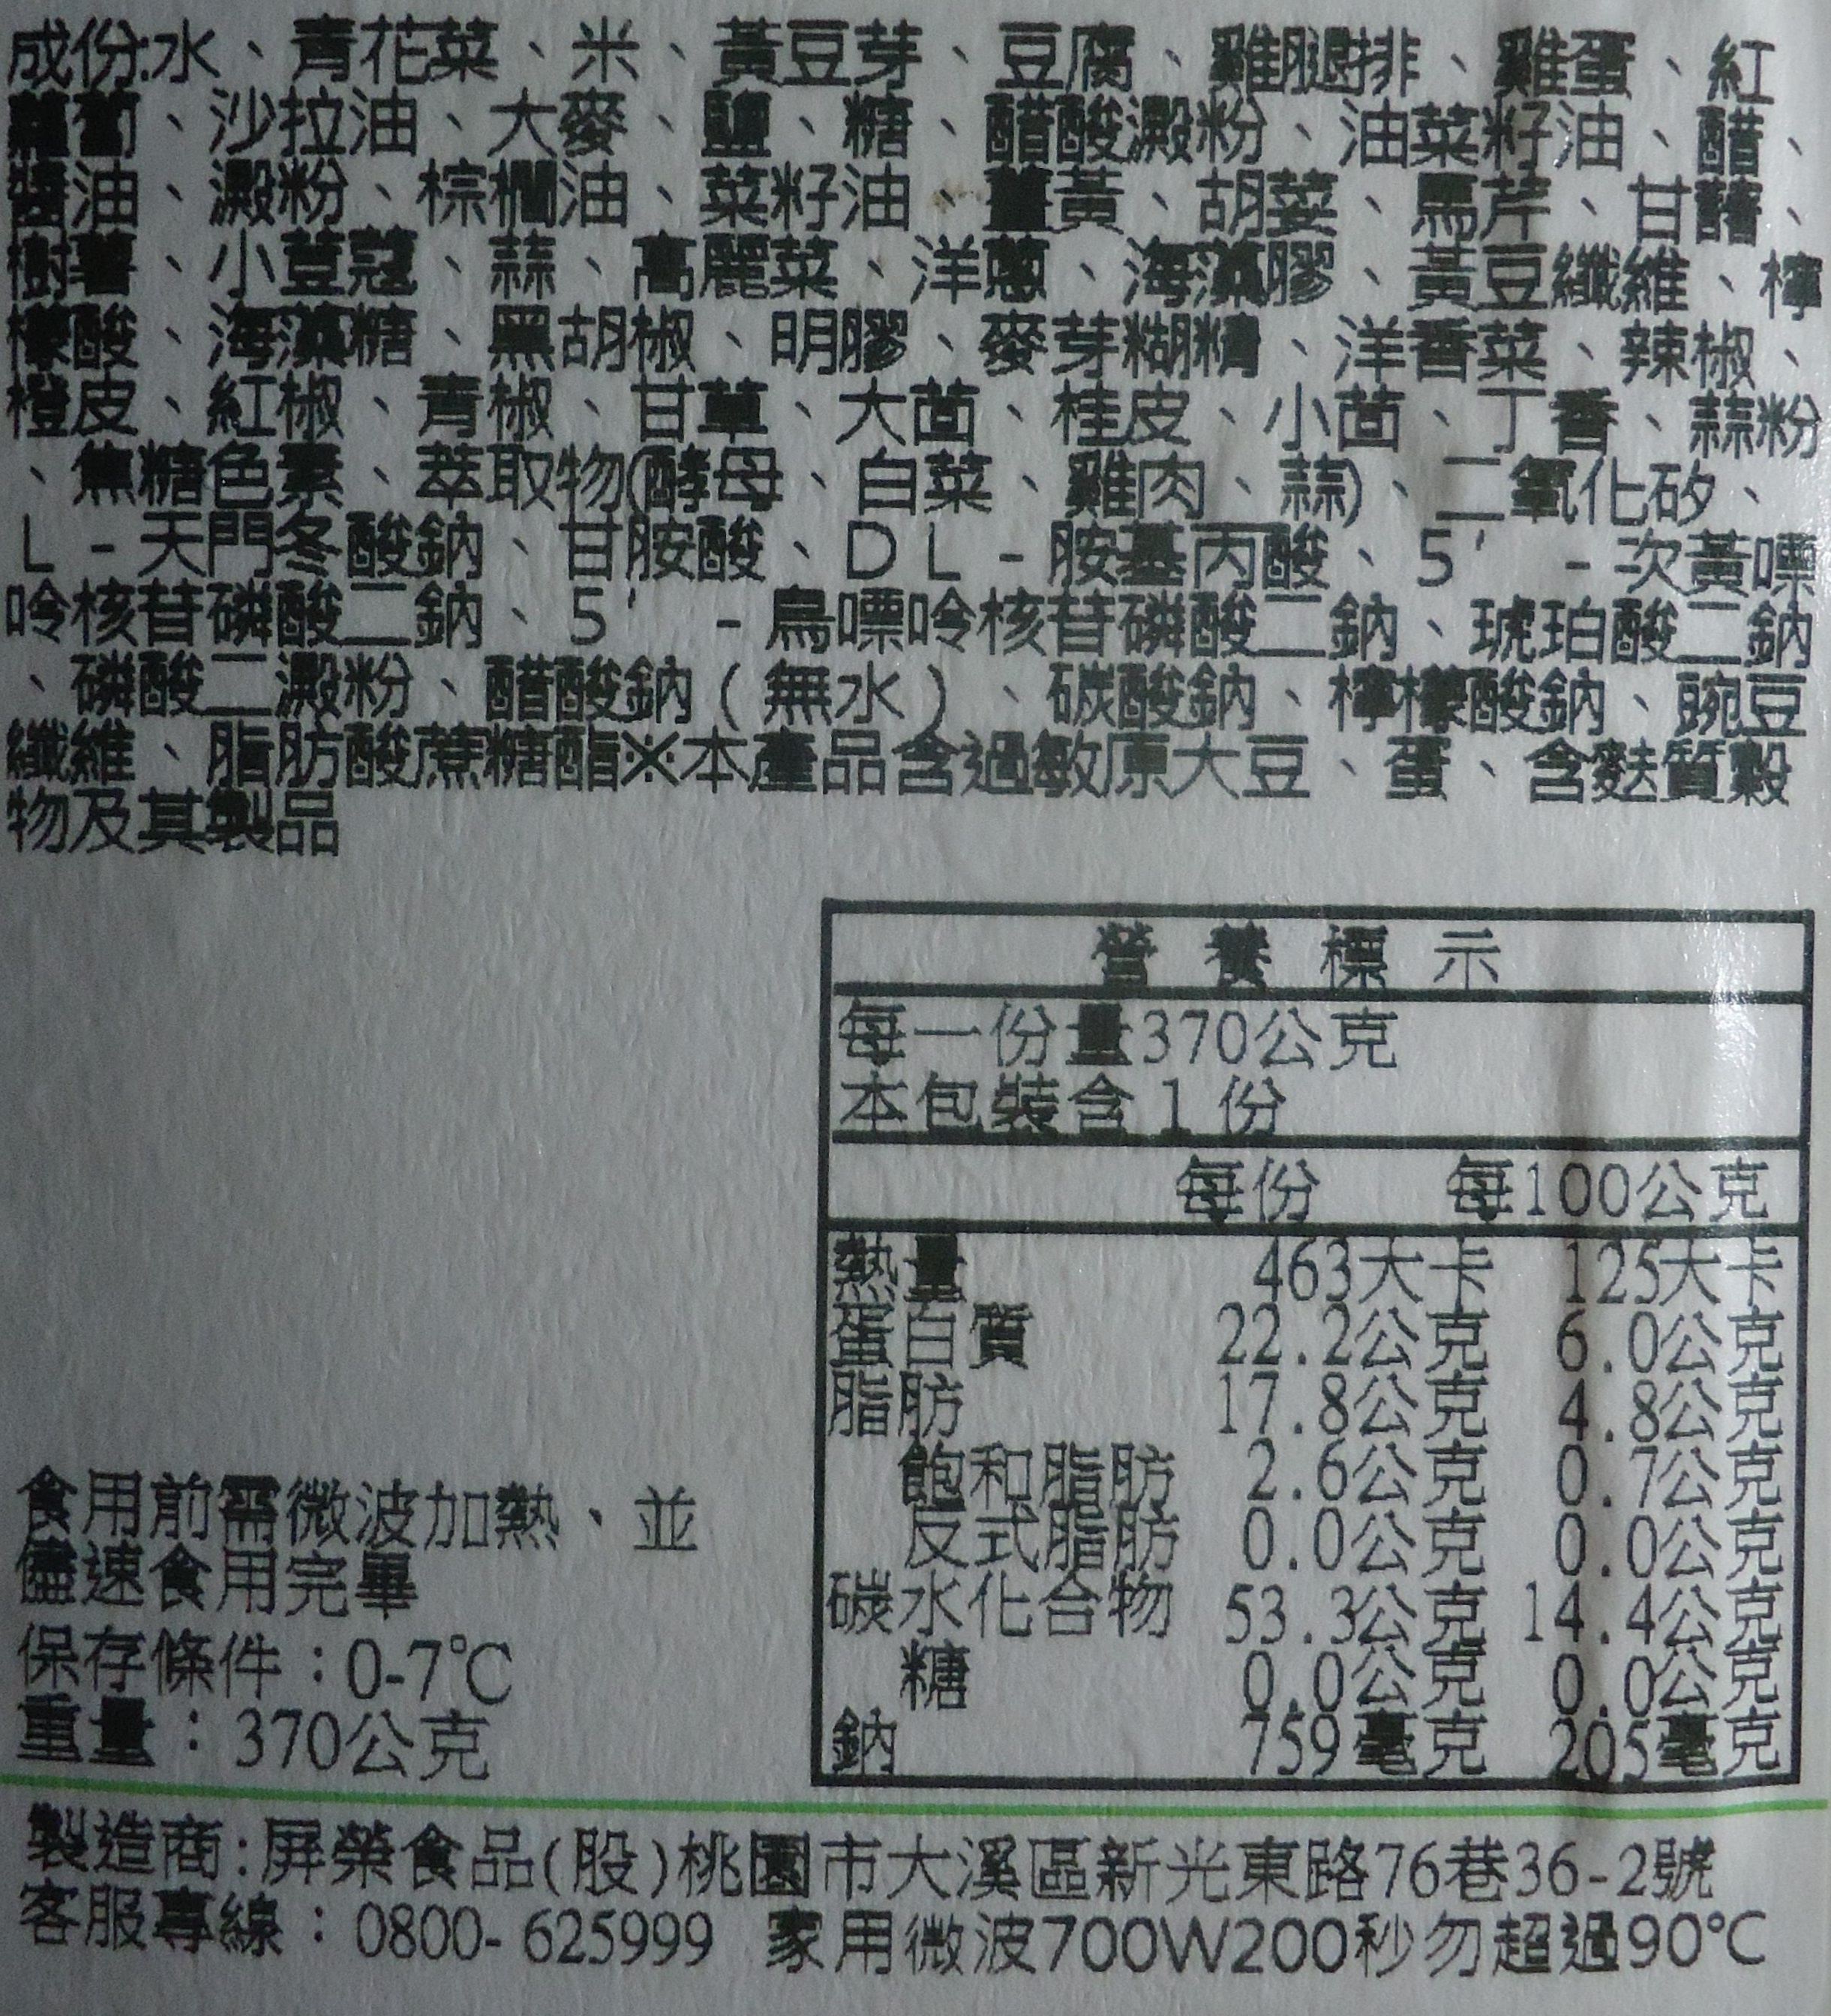 成份:水、青花菜、米、黃豆芽、豆腐、雞腿排、雞蛋、紅
蘿蔔、沙拉油、大麥、鹽、糖、醋酸澱粉、油菜籽油、醋、
醬油、澱粉、棕櫚油、菜籽油、薑黃、胡荽、馬芹、甘藷、
樹薯、小荳蔻、蒜、高麗菜、洋蔥、海藻膠、黃豆纖維、檸
檬酸、海藻糖、黑胡椒、明膠、麥芽糊精、洋香菜、辣椒、
橙皮、紅椒、青椒、甘草、大茴、桂皮、小茴、丁香、蒜粉
、焦糖色素、萃取物(酵母、白菜、雞肉、蒜)、二氧化矽、
L-天門冬酸鈉、甘胺酸、DL-胺基丙酸、5'-次黃嘌
呤核苷磷酸二鈉、5'-鳥嘌呤核苷磷酸二鈉、琥珀酸二鈉
、磷酸二澱粉、醋酸鈉(無水)、碳酸鈉、檸檬酸鈉、豌豆
纖維、脂肪酸蔗糖酯※本產品含過敏原大豆、蛋、含麩質穀
物及其製品
營養標示
每一份量370公克
本包裝含1份
每份 每100公克
熱量 463大卡 125大卡
蛋白質 22.2公克 6.0公克
脂肪 17.8公克 4.8公克
飽和脂肪 2.6公克 0.7公克
反式脂肪 0.0公克 0.0公克
碳水化合物 53.3公克 14.4公克
糖 0.0公克 0.0公克
鈉 759毫克 205毫克
食用前需微波加熱、並
儘速食用完畢
保存條件:0-7℃
重量:370公克
製造商:屏榮食品(股)桃園市大溪區新光東路76巷36-2號
客服專線:0800-625999 家用微波700W200秒勿超過90℃